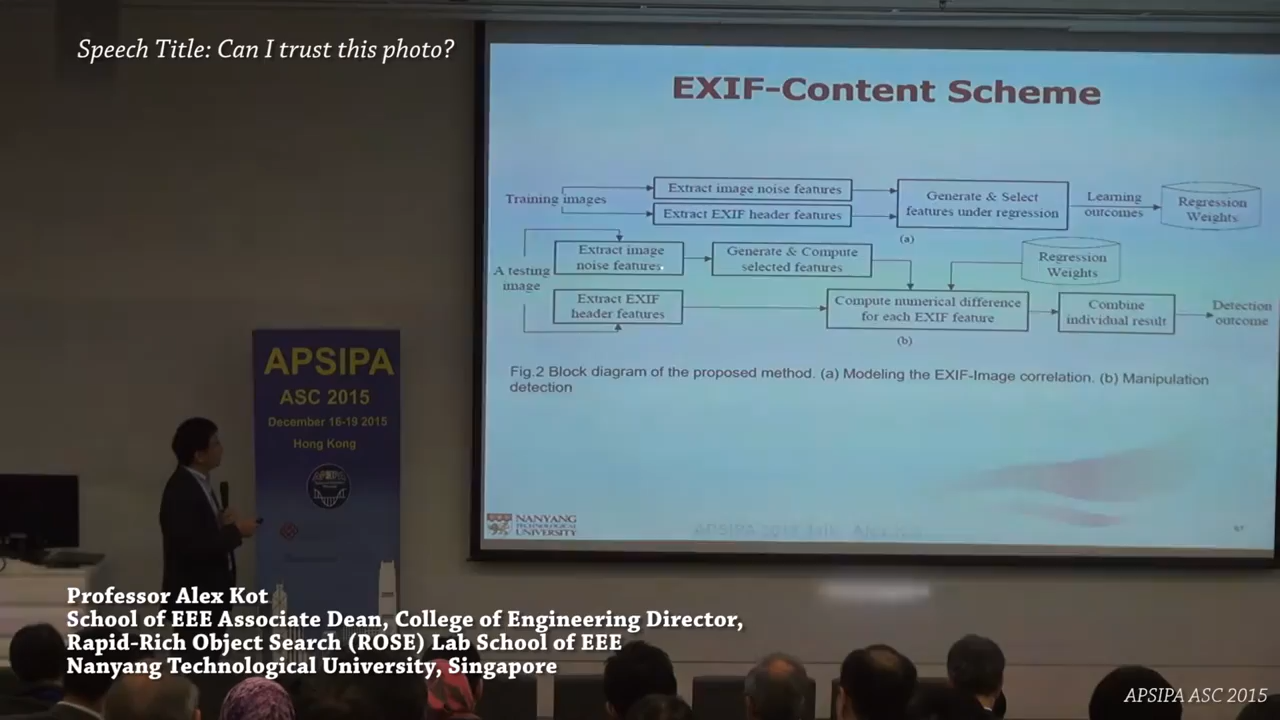 Speech Title: Can I trust this photo?
EXIF-Content Scheme
Training images
Extract image noise features
Extract EXIF header features
Generate & Select
features under regression
Learning
outcomes
Regression
Weights
(a)
A testing
image
Extract image
noise features
Generate & Compute
selected features
Regression
Weights
Extract EXIF
header features
Compute numerical difference
for each EXIF feature
Combine
individual result
Detection
outcome
(b)
Fig.2 Block diagram of the proposed method. (a) Modeling the EXIF-Image correlation. (b) Manipulation
detection
NANYANG
TECHNOLOGICAL
UNIVERSITY
APSIPA
ASC 2015
December 16-19 2015
Hong Kong
Professor Alex Kot
School of EEE Associate Dean, College of Engineering Director,
Rapid-Rich Object Search (ROSE) Lab School of EEE
Nanyang Technological University, Singapore
APSIPA ASC 2015